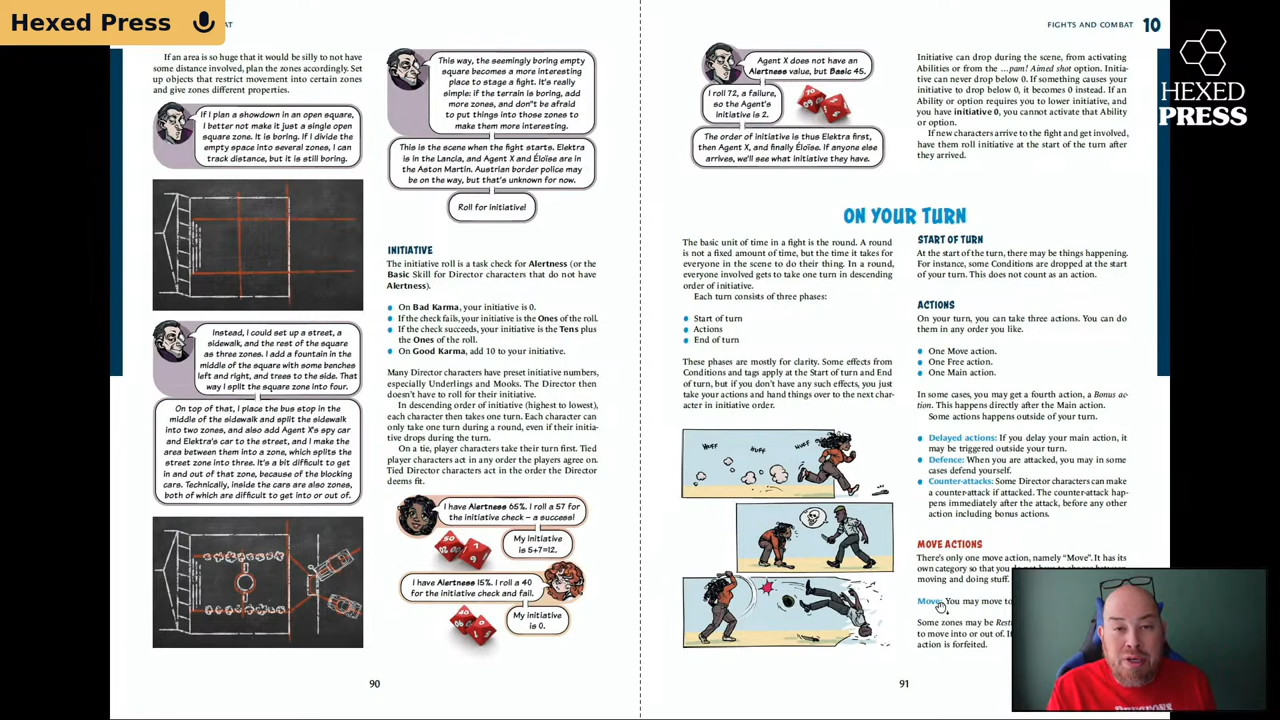 Hexed Press
AT
If an area is so huge that it would be silly to not have
some distance involved, plan the zones accordingly. Set
up objects that restrict movement into certain zones
and give zones different properties.
If I plan a showdown in an open square,
I better not make it just a single open
square zone. It is boring. If I divide the
empty space into several zones, I can
track distance, but it is still boring.
Instead, I could set up a street, a
sidewalk, and the rest of the square
as three zones. I add a fountain in the
middle of the square with some benches
left and right, and trees to the side. That
way I split the square zone into four.
On top of that, I place the bus stop in the
middle of the sidewalk and split the sidewalk
into two zones, and also add Agent X's spy car
and Elektra's car to the street, and I make the
area between them into a zone, which splits the
street zone into three. It's a bit difficult to get
in and out of that zone, because of the blocking
cars. Technically, inside the cars are also zones,
both of which are difficult to get into or out of.
This way, the seemingly boring empty
square becomes a more interesting
place to stage a fight. It's really
simple: if the terrain is boring, add
more zones, and don't be afraid
to put things into those zones to
make them more interesting.
This is the scene when the fight starts. Elektra
is in the Lancia, and Agent X and Éloïse are in
the Aston Martin. Austrian border police may
be on the way, but that's unknown for now.
Roll for initiative!
INITIATIVE
The initiative roll is a task check for Alertness (or the
Basic Skill for Director characters that do not have
Alertness).
On Bad Karma, your initiative is 0.
If the check fails, your initiative is the Ones of the roll.
If the check succeeds, your initiative is the Tens plus
the Ones of the roll.
On Good Karma, add 10 to your initiative.
Many Director characters have preset initiative numbers,
especially Underlings and Mooks. The Director then
doesn't have to roll for their initiative.
In descending order of initiative (highest to lowest),
each character then takes one turn. Each character can
only take one turn during a round, even if their initia-
tive drops during the turn.
On a tie, player characters take their turn first. Tied
player characters act in any order the players agree on.
Tied Director characters act in the order the Director
deems fit.
I have Alertness 65%. I roll a 57 for
the initiative check – a success!
My initiative
is 5+7=12.
I have Alertness 15%. I roll a 40
for the initiative check and fail.
My initiative
is 0.
90
FIGHTS AND COMBAT 10
Agent X does not have an
Alertness value, but Basic 45.
I roll 72, a failure,
so the Agent's
initiative is 2.
The order of initiative is thus Elektra first,
then Agent X, and finally Éloïse. If anyone else
arrives, we'll see what initiative they have.
Initiative can drop during the scene, from activating
Abilities or from the ...pam! Aimed shot option. Initia-
tive can never drop below 0. If something causes your
initiative to drop below 0, it becomes 0 instead. If an
Ability or option requires you to lower initiative, and
you have initiative 0, you cannot activate that Ability
or option.
If new characters arrive to the fight and get involved,
have them roll initiative at the start of the turn after
they arrived.
ON YOUR TURN
The basic unit of time in a fight is the round. A round
is not a fixed amount of time, but the time it takes for
everyone in the scene to do their thing. In a round,
everyone involved gets to take one turn in descending
order of initiative.
Each turn consists of three phases:
Start of turn
Actions
End of turn
These phases are mostly for clarity. Some effects from
Conditions and tags apply at the Start of turn and End
of turn, but if you don't have any such effects, you just
take your actions and hand things over to the next char-
acter in initiative order.
HUFF
HUFF
HUFF
START OF TURN
At the start of the turn, there may be things happening.
For instance, some Conditions are dropped at the start
of your turn. This does not count as an action.
ACTIONS
On your turn, you can take three actions. You can do
them in any order you like.
One Move action.
One Free action.
One Main action.
In some cases, you may get a fourth action, a Bonus ac-
tion. This happens directly after the Main action.
Some actions happens outside of your turn.
Delayed actions: If you delay your main action, it
may be triggered outside your turn.
Defence: When you are attacked, you may in some
cases defend yourself.
Counter-attacks: Some Director characters can make
a counter-attack if attacked. The counter-attack hap-
pens immediately after the attack, before any other
action including bonus actions.
MOVE ACTIONS
There's only one move action, namely "Move". It has its
own category so that you do not have to
moving and doing stuff.
Move: You may move to
Some zones may be
to move into or out of. If
action is forfeited.
91
HEXED
PRESS